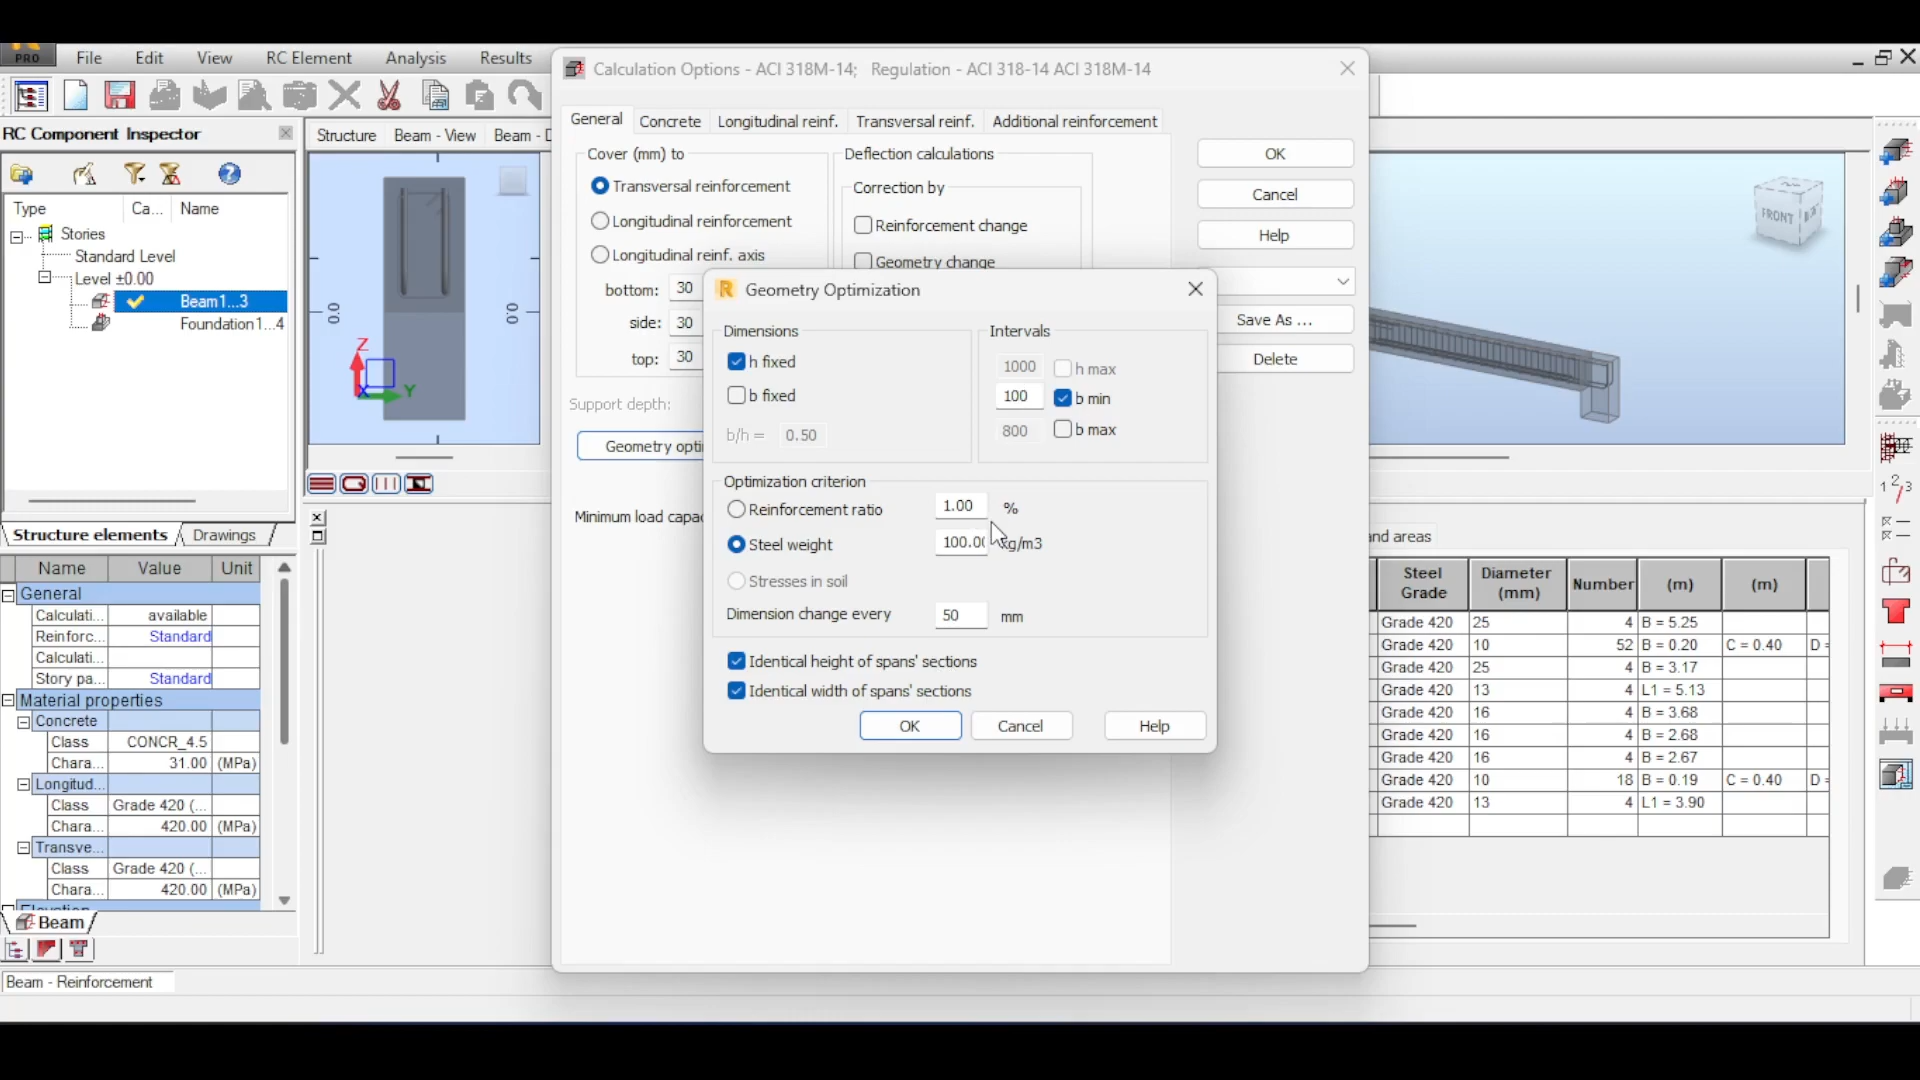 PRO
File Edit View RC Element Analysis Results
Calculation Options - ACI 318M-14; Regulation - ACI 318-14 ACI 318M-14
RC Component Inspector
Type Ca... Name
Stories
Standard Level
Level ±0.00
Beam1...3
Foundation1...4
Structure elements Drawings
Name Value Unit
General
Calculati... available
Reinforc... Standard
Calculati...
Story pa... Standard
Material properties
Concrete
Class CONCR_4.5
Chara... 31.00 (MPa)
Longitud...
Class Grade 420 (...
Chara... 420.00 (MPa)
Transve...
Class Grade 420 (...
Chara... 420.00 (MPa)
Elevation
Beam
Beam - Reinforcement
Structure Beam - View Beam - D
0.0 0.0
Z
X Y
General Concrete Longitudinal reinf. Transversal reinf. Additional reinforcement
Cover (mm) to
Transversal reinforcement
Longitudinal reinforcement
Longitudinal reinf. axis
bottom: 30
side: 30
top: 30
Support depth:
Geometry opti
Minimum load capac
Deflection calculations
Correction by
Reinforcement change
Geometry change
OK
Cancel
Help
Save As ...
Delete
R Geometry Optimization
Dimensions
h fixed
b fixed
b/h = 0.50
Intervals
1000 h max
100 b min
800 b max
Optimization criterion
Reinforcement ratio 1.00 %
Steel weight 100.00 kg/m3
Stresses in soil
Dimension change every 50 mm
Identical height of spans' sections
Identical width of spans' sections
OK Cancel Help
FRONT
and areas
Steel Grade Diameter (mm) Number (m) (m)
Grade 420 25 4 B = 5.25
Grade 420 10 52 B = 0.20 C = 0.40 D =
Grade 420 25 4 B = 3.17
Grade 420 13 4 L1 = 5.13
Grade 420 16 4 B = 3.68
Grade 420 16 4 B = 2.68
Grade 420 16 4 B = 2.67
Grade 420 10 18 B = 0.19 C = 0.40 D =
Grade 420 13 4 L1 = 3.90